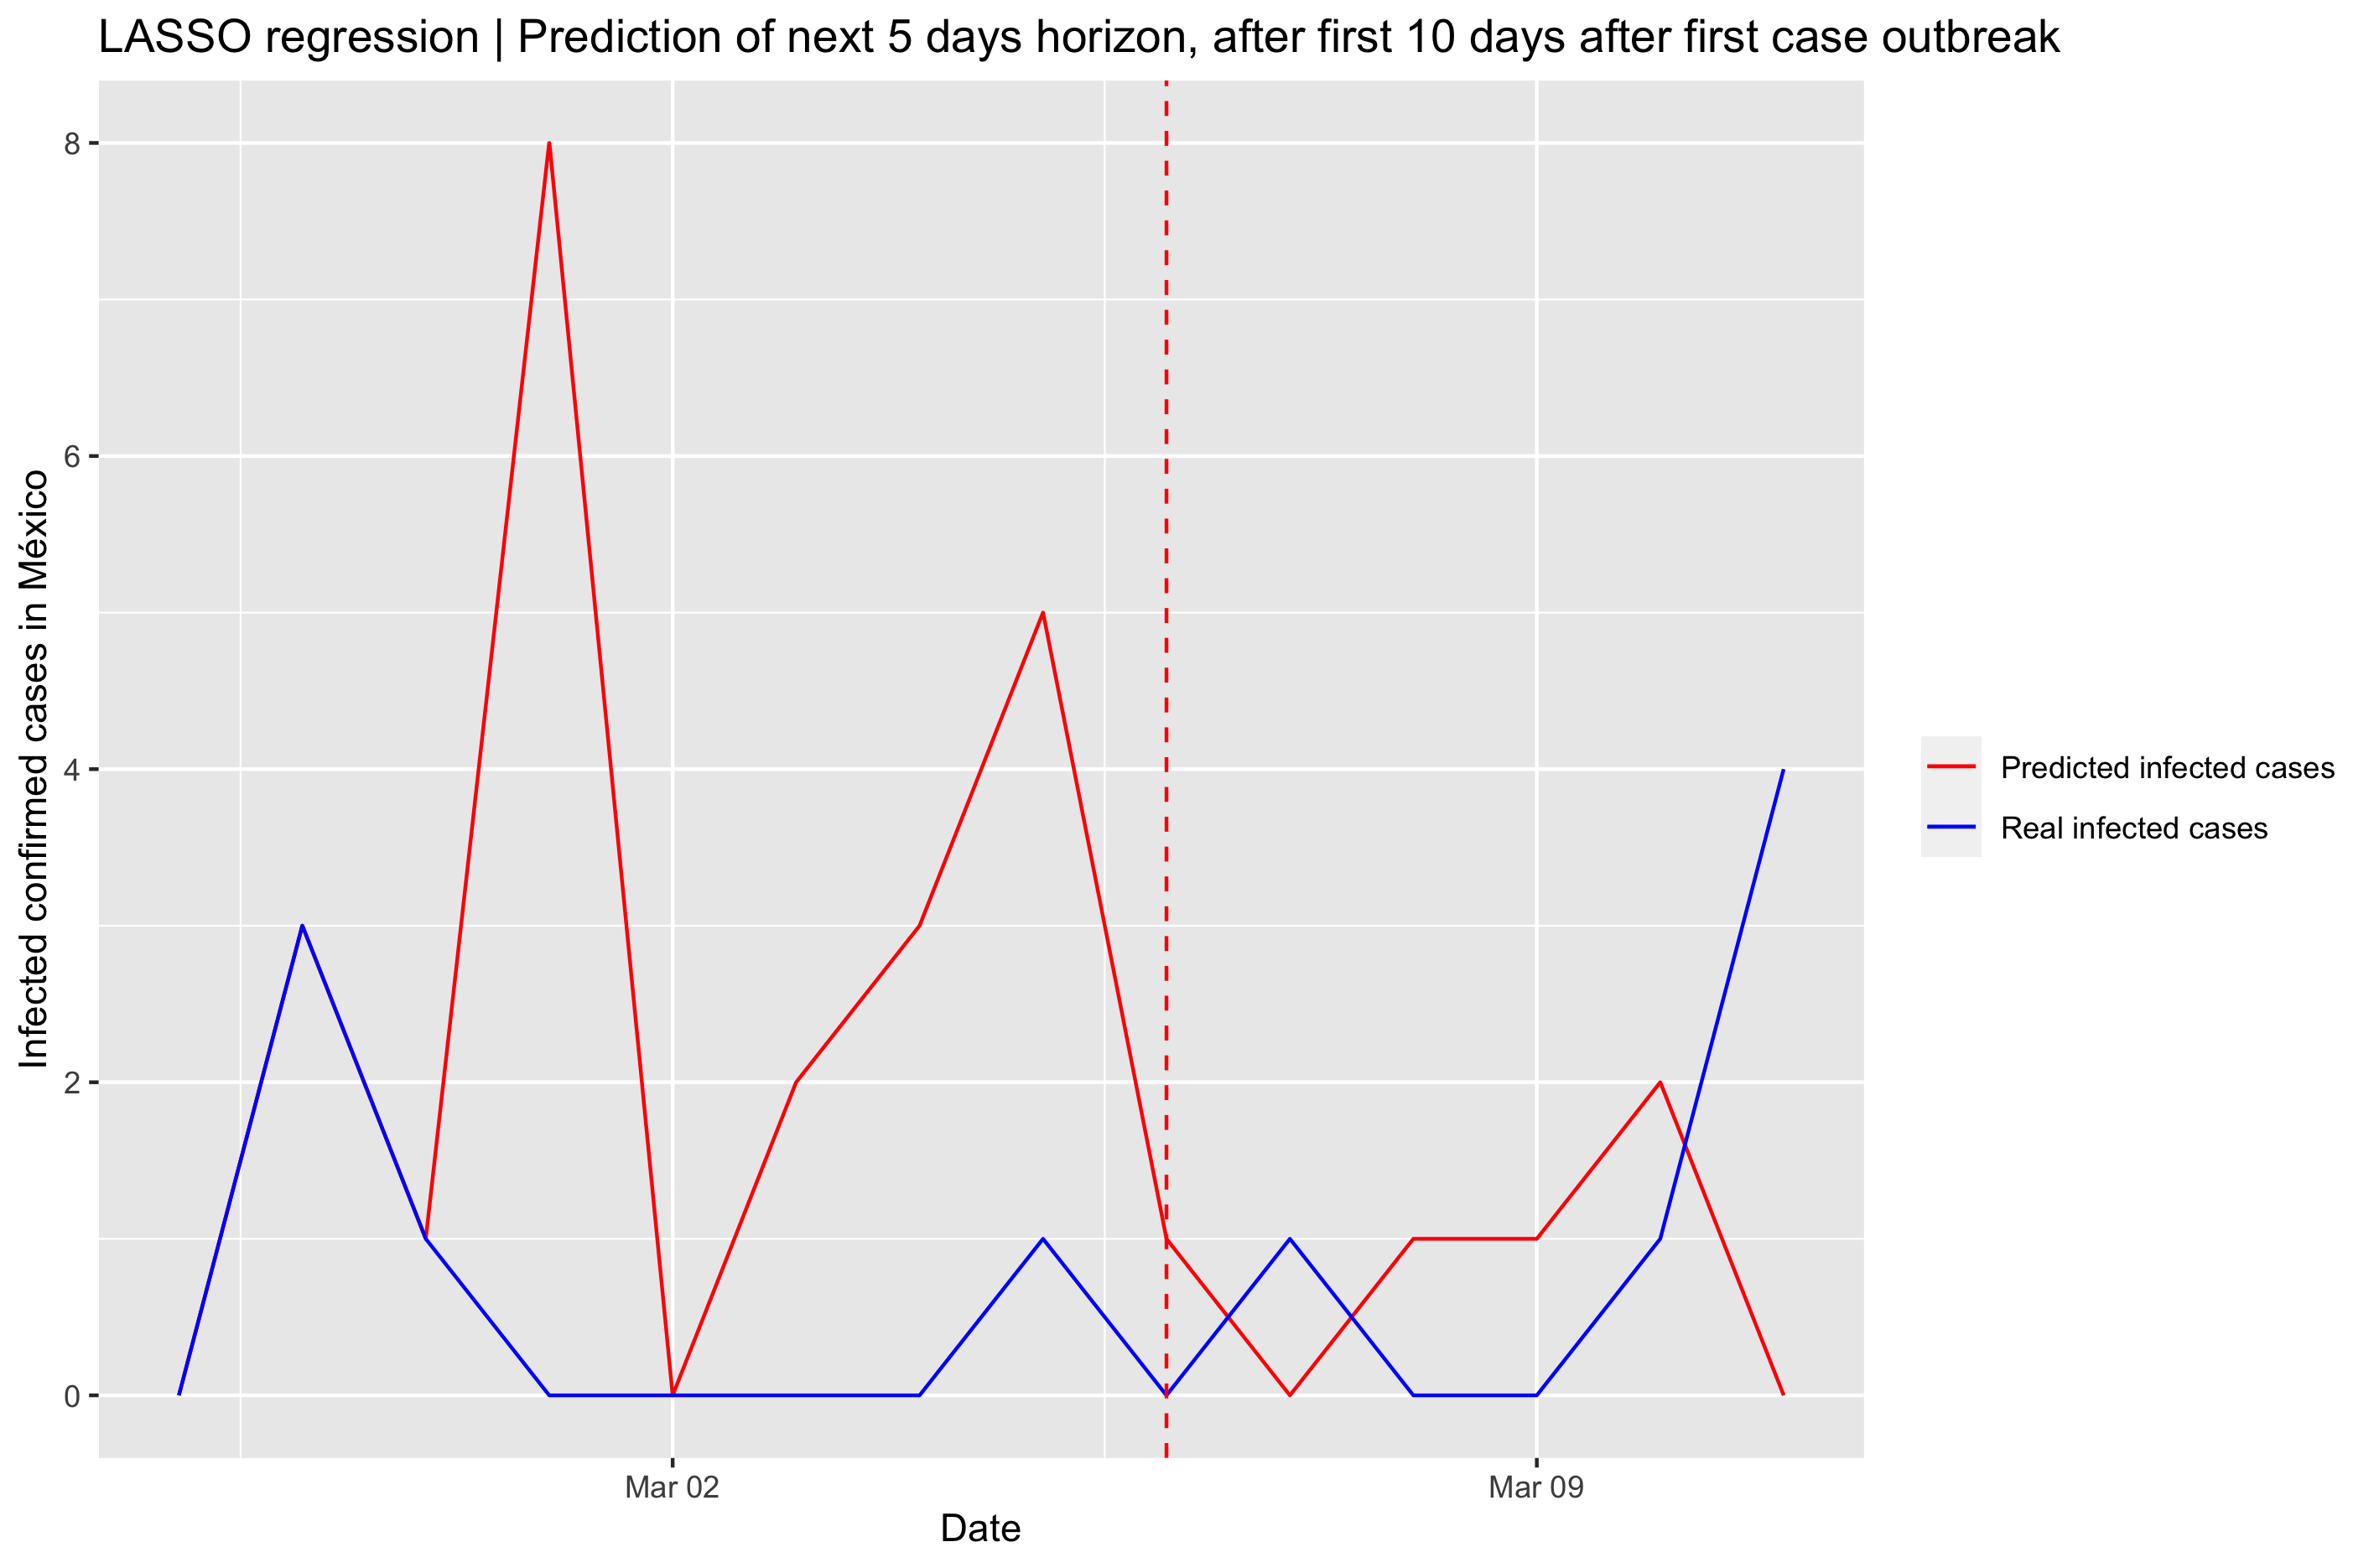 LASSO regression | Prediction of next 5 days horizon, after first 10 days after first case outbreak
Infected confirmed cases in México
8
6
4
2
0
Mar 02
Mar 09
Date
Predicted infected cases
Real infected cases